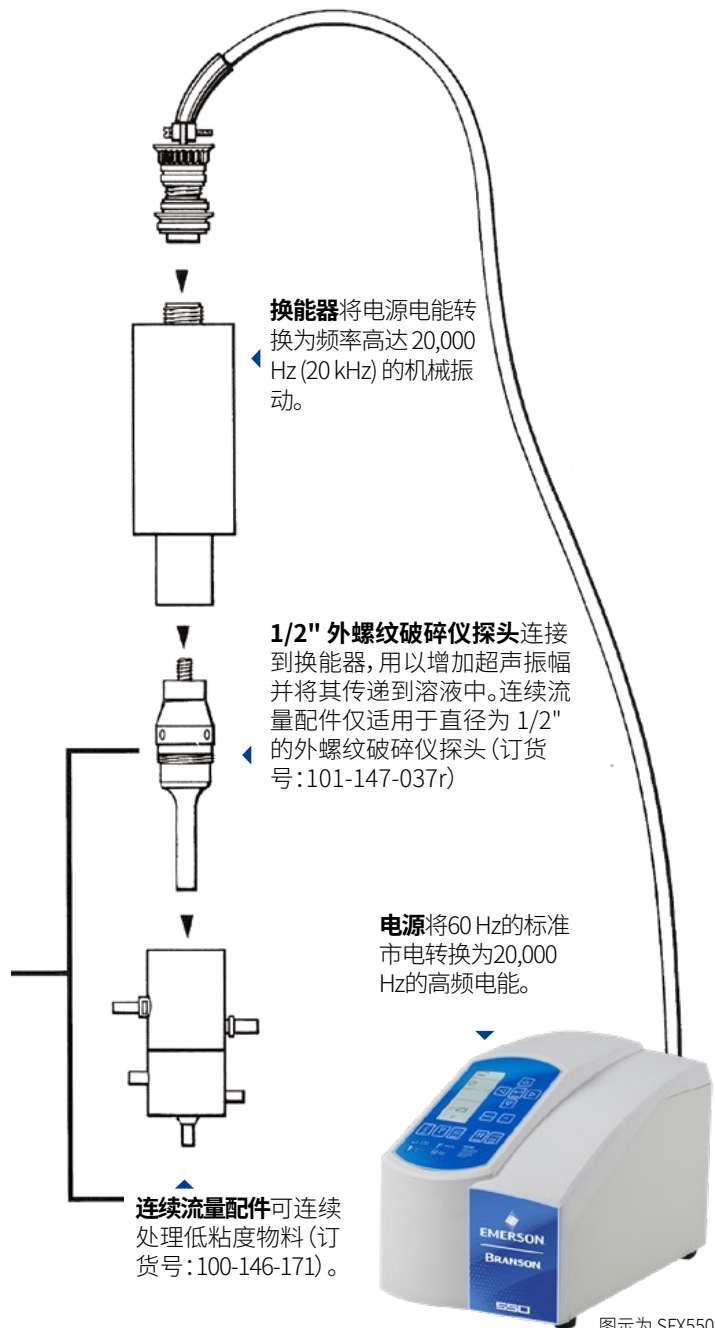 换能器将电源电能转
换为频率高达 20,000
Hz (20 kHz) 的机械振
动。
1/2" 外螺纹破碎仪探头连接
到换能器，用以增加超声振幅
并将其传递到溶液中。连续流
量配件仅适用于直径为 1/2"
的外螺纹破碎仪探头（订货
号：101-147-037r）
电源将60 Hz的标准
市电转换为20,000
Hz的高频电能。
连续流量配件可连续
处理低粘度物料（订
货号：100-146-171）。
EMERSON
BRANSON
550
图示为 SFX550